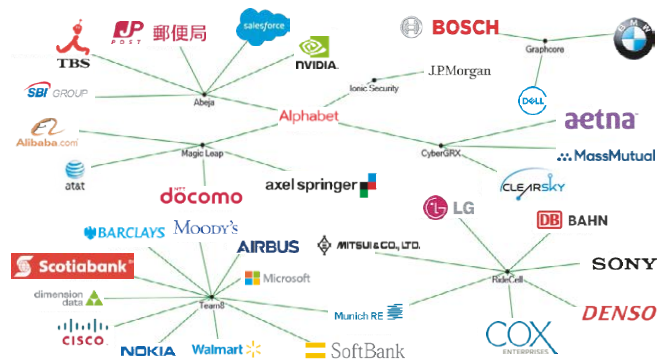 TBS
JP
POST
郵便局
salesforce
NVIDIA.
BOSCH
Graphcore
BMW
SBI GROUP
Abeja
Alphabet
Ionic Security
J.P.Morgan
DELL
Alibaba.com
aetna
at&t
Magic Leap
CyberGRX
MassMutual
NTT
döcomo
axel springer
CLEARSKY
LG
DB BAHN
BARCLAYS
MOODY'S
AIRBUS
MITSUI & CO., LTD.
Scotiabank
Microsoft
RideCell
SONY
dimension
data
Team8
Munich RE
DENSO
CISCO
NOKIA
Walmart
SoftBank
COX
ENTERPRISES